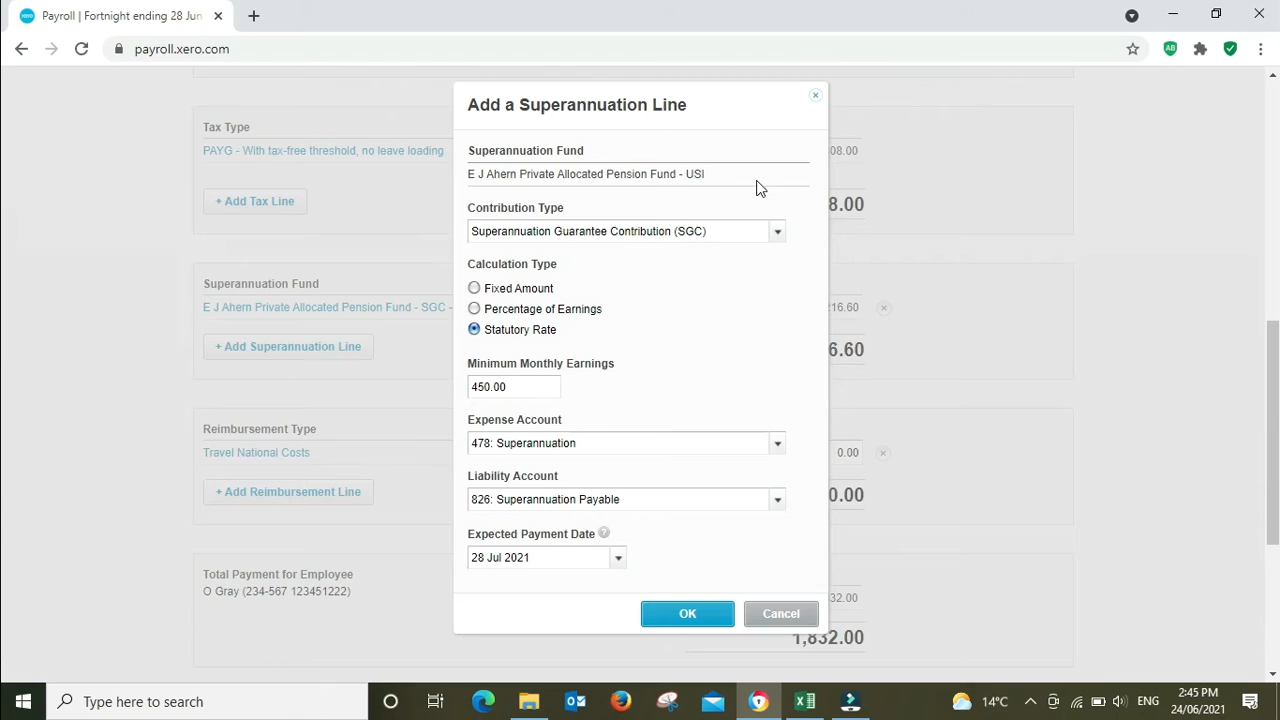 Payroll | Fortnight ending 28 Jun
payroll.xero.com
Add a Superannuation Line
Superannuation Fund
E J Ahern Private Allocated Pension Fund - USI
Contribution Type
Superannuation Guarantee Contribution (SGC)
Calculation Type
Fixed Amount
Percentage of Earnings
Statutory Rate
Minimum Monthly Earnings
450.00
Expense Account
478: Superannuation
Liability Account
826: Superannuation Payable
Expected Payment Date
28 Jul 2021
OK
Cancel
Tax Type
PAYG - With tax-free threshold, no leave loading
08.00
+ Add Tax Line
8.00
Superannuation Fund
E J Ahern Private Allocated Pension Fund - SGC -
216.60
+ Add Superannuation Line
6.60
Reimbursement Type
Travel National Costs
0.00
+ Add Reimbursement Line
0.00
Total Payment for Employee
O Gray (234-567 123451222)
32.00
1,832.00
Type here to search
14°C
ENG
2:45 PM
24/06/2021